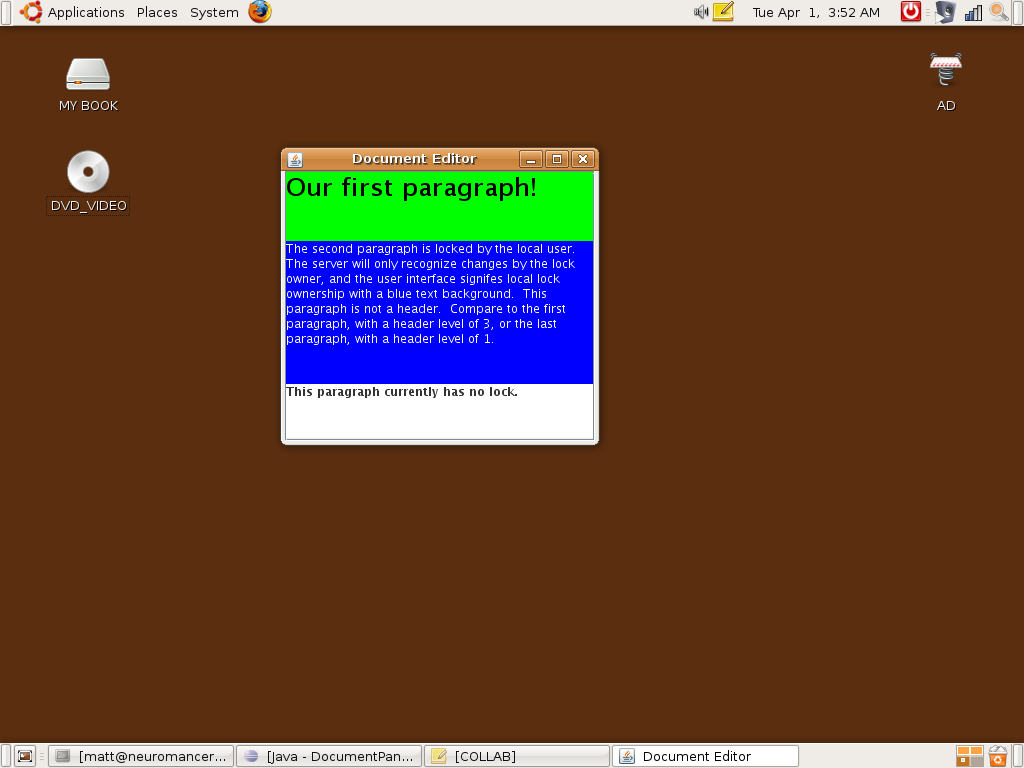 Applications Places System Tue Apr 1, 3:52 AM
MY BOOK
AD
DVD_VIDEO
Document Editor
Our first paragraph!
The second paragraph is locked by the local user.
The server will only recognize changes by the lock
owner, and the user interface signifes local lock
ownership with a blue text background. This
paragraph is not a header. Compare to the first
paragraph, with a header level of 3, or the last
paragraph, with a header level of 1.
This paragraph currently has no lock.
[matt@neuromancer... [Java - DocumentPan... [COLLAB] Document Editor